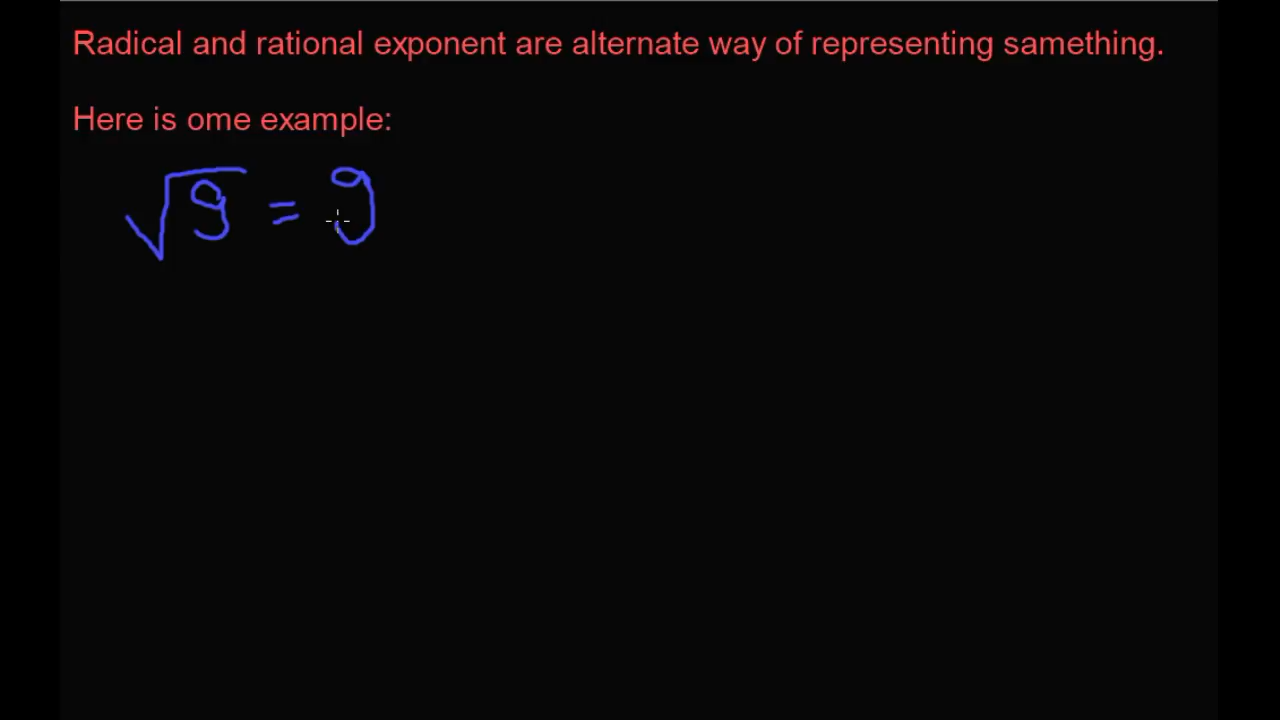 Radical and rational exponent are alternate way of representing samething.
Here is ome example:
√9 = 9